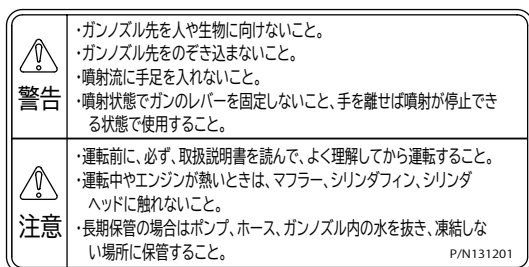 警告
・ガンノズル先を人や生物に向けないこと。
・ガンノズル先をのぞき込まないこと。
・噴射流に手足を入れないこと。
・噴射状態でガンのレバーを固定しないこと、手を離せば噴射が停止でき
る状態で使用すること。
注意
・運転前に、必ず、取扱説明書を読んで、よく理解してから運転すること。
・運転中やエンジンが熱いときは、マフラー、シリンダフィン、シリンダ
ヘッドに触れないこと。
・長期保管の場合はポンプ、ホース、ガンノズル内の水を抜き、凍結しな
い場所に保管すること。
P/N131201